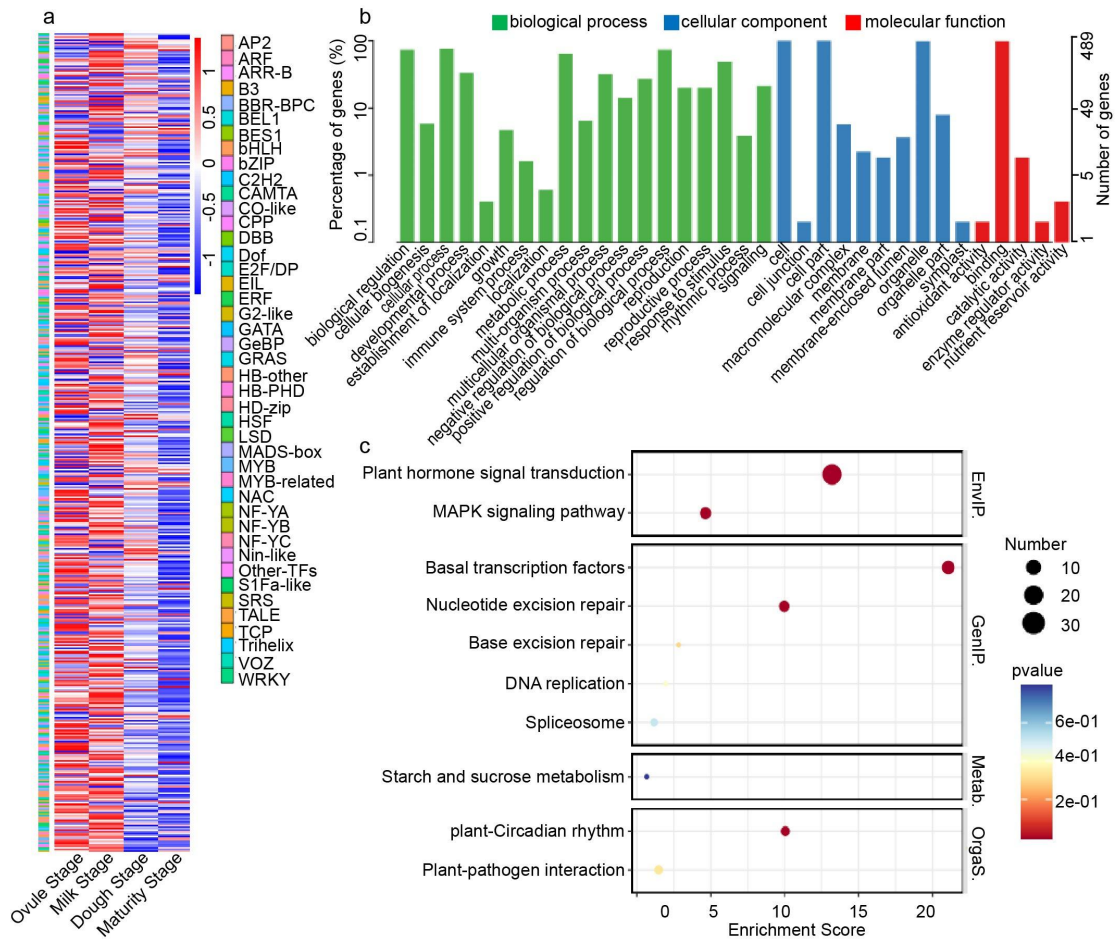 a
1
0.5
0
-0.5
-1
AP2
ARF
ARR-B
B3
BBR-BPC
BEL1
BES1
bHLH
bZIP
C2H2
CAMTA
CO-like
CPP
DBB
Dof
E2F/DP
EIL
ERF
G2-like
GATA
GeBP
GRAS
HB-other
HB-PHD
HD-zip
HSF
LSD
MADS-box
MYB
MYB-related
NAC
NF-YA
NF-YB
NF-YC
Nin-like
Other-TFs
S1Fa-like
SRS
TALE
TCP
Trihelix
VOZ
WRKY
Ovule Stage
Milk Stage
Dough Stage
Maturity Stage
b
biological process
cellular component
molecular function
Percentage of genes (%)
100
10
1
0.1
489
49
5
1
Number of genes
biological regulation
cellular biogenesis
cellular process
developmental process
establishment of localization
growth
immune system process
localization
metabolic process
multi-organism process
multicellular organismal process
negative regulation of biological process
positive regulation of biological process
regulation of biological process
reproduction
reproductive process
response to stimulus
rhythmic process
signaling
cell
cell junction
cell part
macromolecular complex
membrane
membrane part
membrane-enclosed lumen
organelle
organelle part
symplast
antioxidant activity
binding
catalytic activity
enzyme regulator activity
nutrient reservoir activity
c
Plant hormone signal transduction
MAPK signaling pathway
EnvIP.
Basal transcription factors
Nucleotide excision repair
Base excision repair
DNA replication
Spliceosome
GenIP.
Starch and sucrose metabolism
Metab.
plant-Circadian rhythm
Plant-pathogen interaction
OrgaS.
0
5
10
15
20
Enrichment Score
Number
10
20
30
pvalue
6e-01
4e-01
2e-01